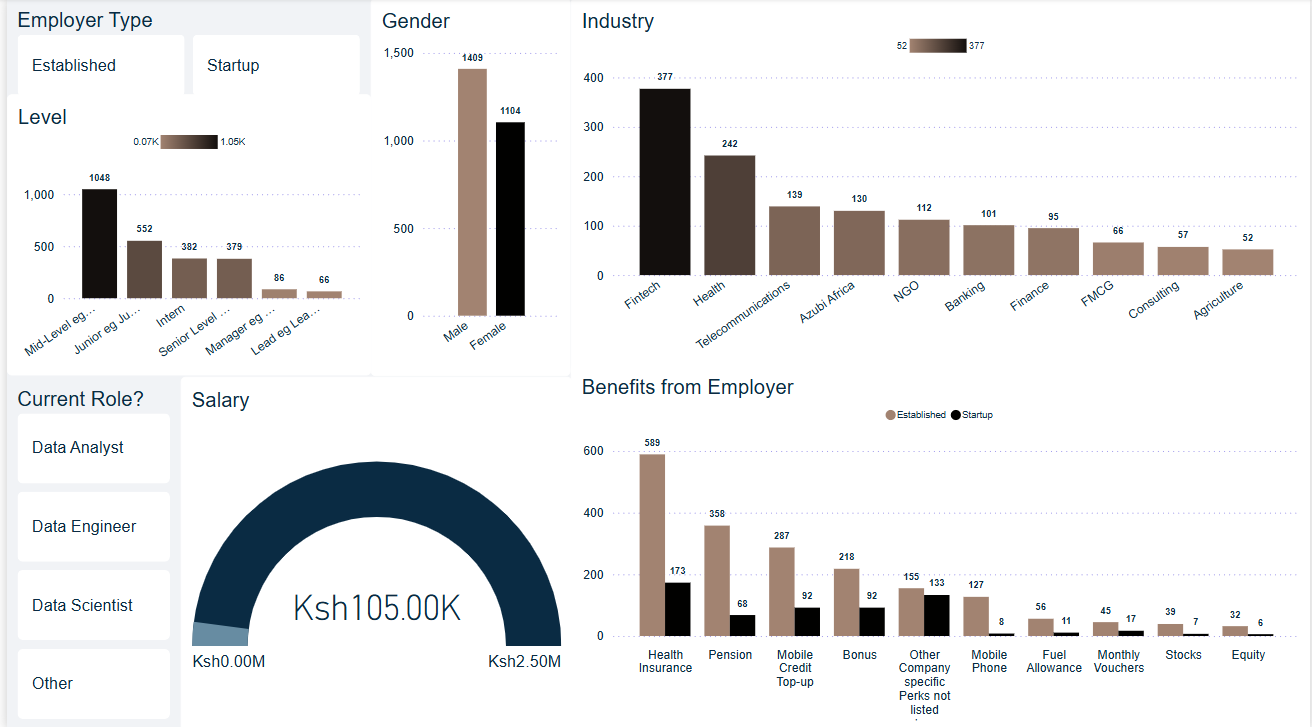 Employer Type
Established
Startup
Level
0.07K 1.05K
1,000
500
0
1048
552
382
379
86
66
Mid-Level eg...
Junior eg Ju...
Intern
Senior Level ...
Manager eg ...
Lead eg Lea...
Gender
1,500
1,000
500
0
1409
1104
Male
Female
Industry
52 377
400
300
200
100
0
377
242
139
130
112
101
95
66
57
52
Fintech
Health
Telecommunications
Azubi Africa
NGO
Banking
Finance
FMCG
Consulting
Agriculture
Current Role?
Data Analyst
Data Engineer
Data Scientist
Other
Salary
Ksh105.00K
Ksh0.00M
Ksh2.50M
Benefits from Employer
Established Startup
600
400
200
0
589
173
358
68
287
92
218
92
155
133
127
8
56
11
45
17
39
7
32
6
Health
Insurance
Pension
Mobile
Credit
Top-up
Bonus
Other
Company
specific
Perks not
listed
Mobile
Phone
Fuel
Allowance
Monthly
Vouchers
Stocks
Equity